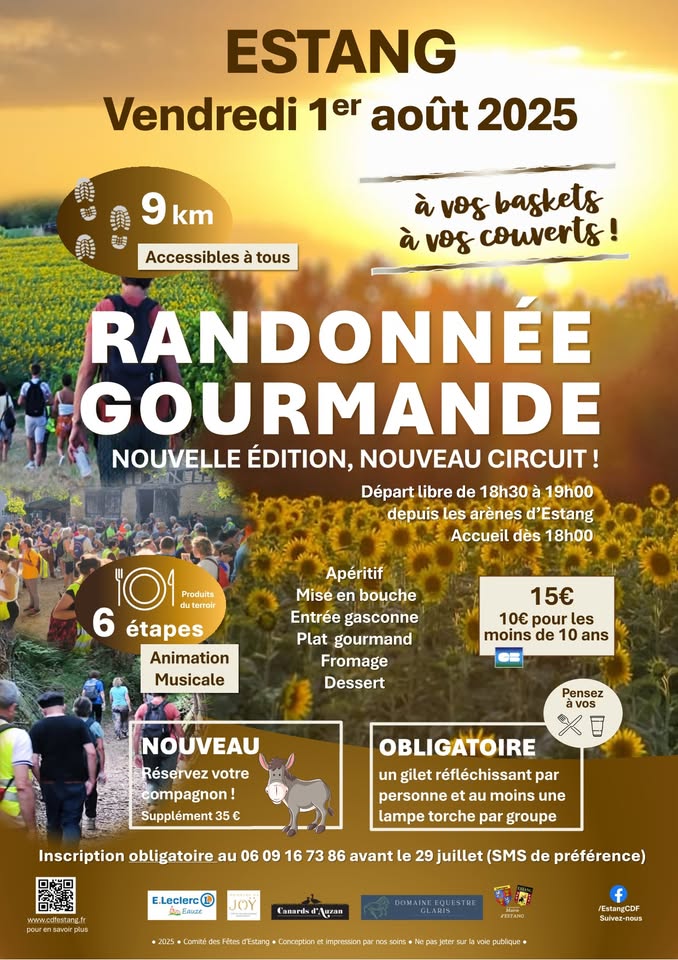 ESTANG
Vendredi 1er août 2025
9 km
Accessibles à tous
à vos baskets
à vos couverts !
RANDONNÉE
GOURMANDE
NOUVELLE ÉDITION, NOUVEAU CIRCUIT !
Départ libre de 18h30 à 19h00
depuis les arènes d'Estang
Accueil dès 18h00
Produits
du terroir
6 étapes
Animation
Musicale
Apéritif
Mise en bouche
Entrée gasconne
Plat gourmand
Fromage
Dessert
15€
10€ pour les
moins de 10 ans
CB
Pensez
à vos
NOUVEAU
Réservez votre
compagnon !
Supplément 35 €
OBLIGATOIRE
un gilet réfléchissant par
personne et au moins une
lampe torche par groupe
Inscription obligatoire au 06 09 16 73 86 avant le 29 juillet (SMS de préférence)
www.cdfestang.fr
pour en savoir plus
E.Leclerc L
Eauze
JOŸ
Canards d'Auzan
DOMAINE EQUESTRE
GLARIS
Mairie
d'ESTANG
/EstangCDF
Suivez-nous
• 2025 • Comité des Fêtes d'Estang • Conception et impression par nos soins • Ne pas jeter sur la voie publique •